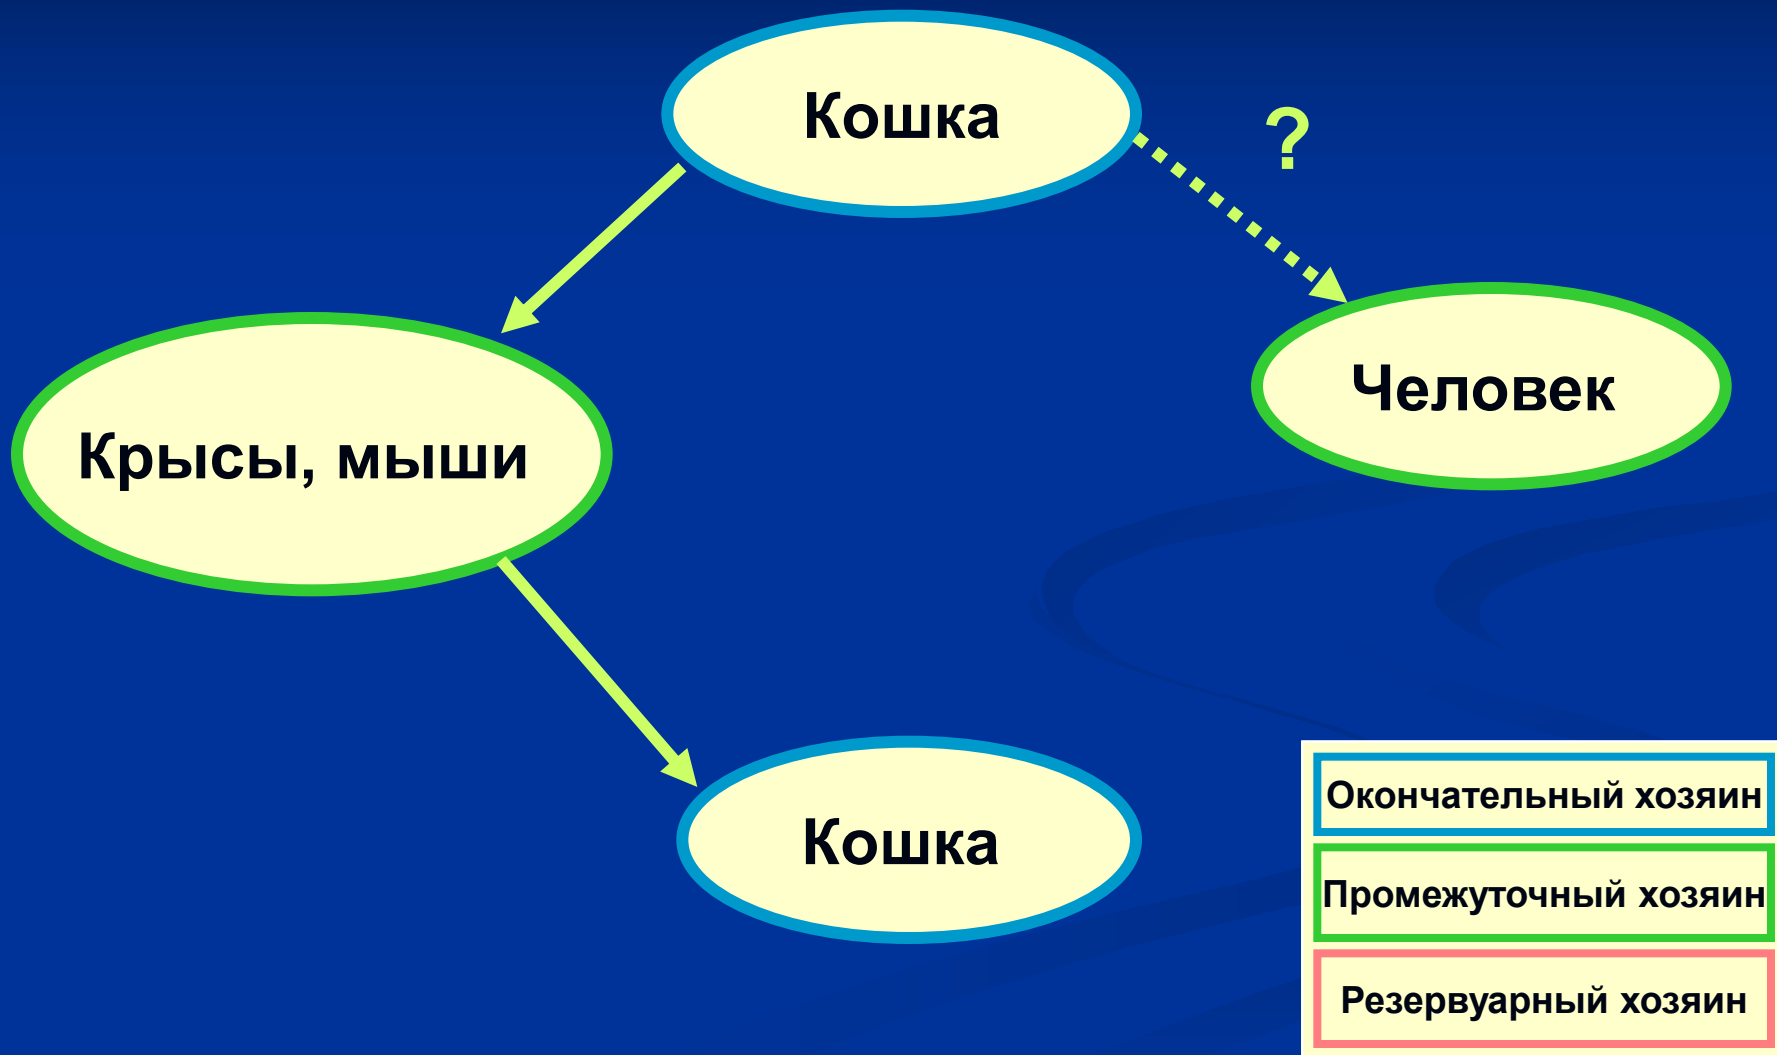 Кошка
?
Человек
Крысы, мыши
Кошка
Окончательный хозяин
Промежуточный хозяин
Резервуарный хозяин